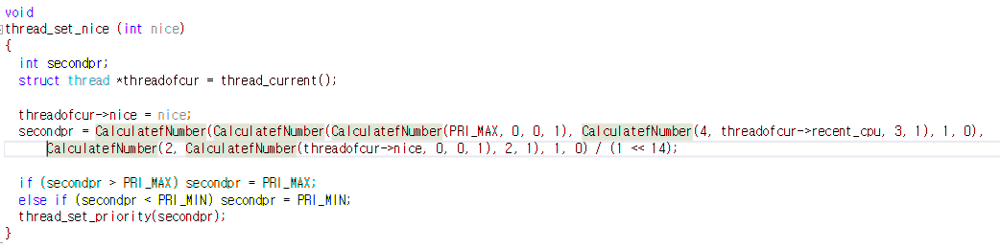 void
thread_set_nice (int nice)
{
int secondpr;
struct thread *threadofcur = thread_current();
threadofcur->nice = nice;
secondpr = CalculatefNumber(CalculatefNumber(CalculatefNumber(PRI_MAX, 0, 0, 1), CalculatefNumber(4, threadofcur->recent_cpu, 3, 1), 1, 0),
CalculatefNumber(2, CalculatefNumber(threadofcur->nice, 0, 0, 1), 2, 1), 1, 0) / (1 << 14);
if (secondpr > PRI_MAX) secondpr = PRI_MAX;
else if (secondpr < PRI_MIN) secondpr = PRI_MIN;
thread_set_priority(secondpr);
}